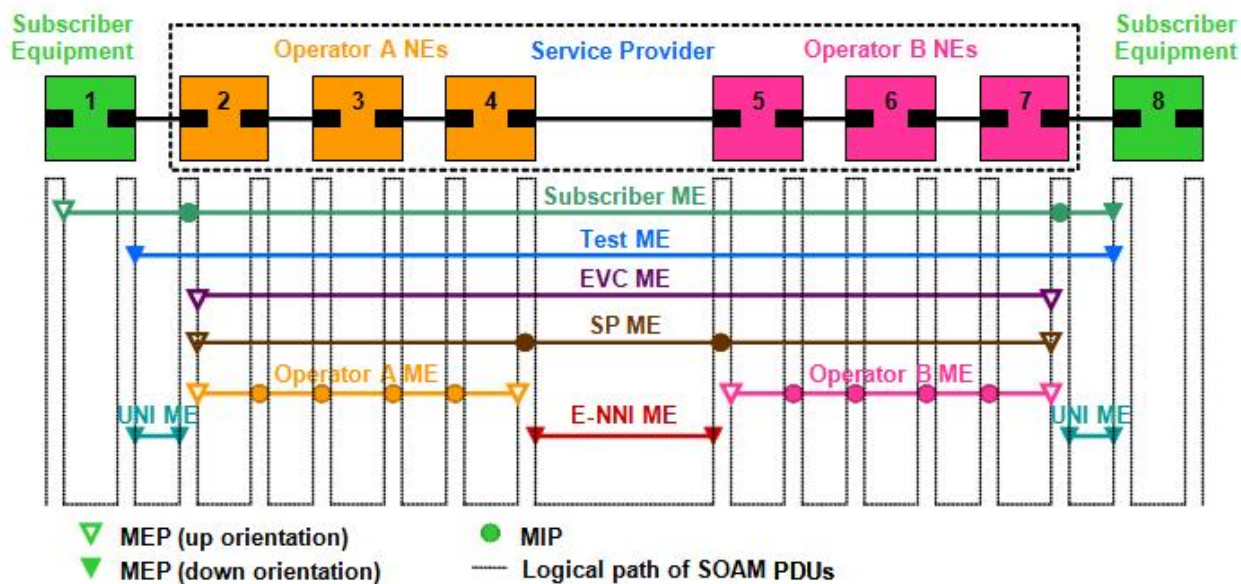 Subscriber
Equipment
Operator A NEs
Service Provider
Operator B NEs
Subscriber
Equipment
1
2
3
4
5
6
7
8
Subscriber ME
Test ME
EVC ME
SP ME
Operator A ME
Operator B ME
UNI ME
E-NNI ME
UNI ME
MEP (up orientation)
MIP
MEP (down orientation)
Logical path of SOAM PDUs